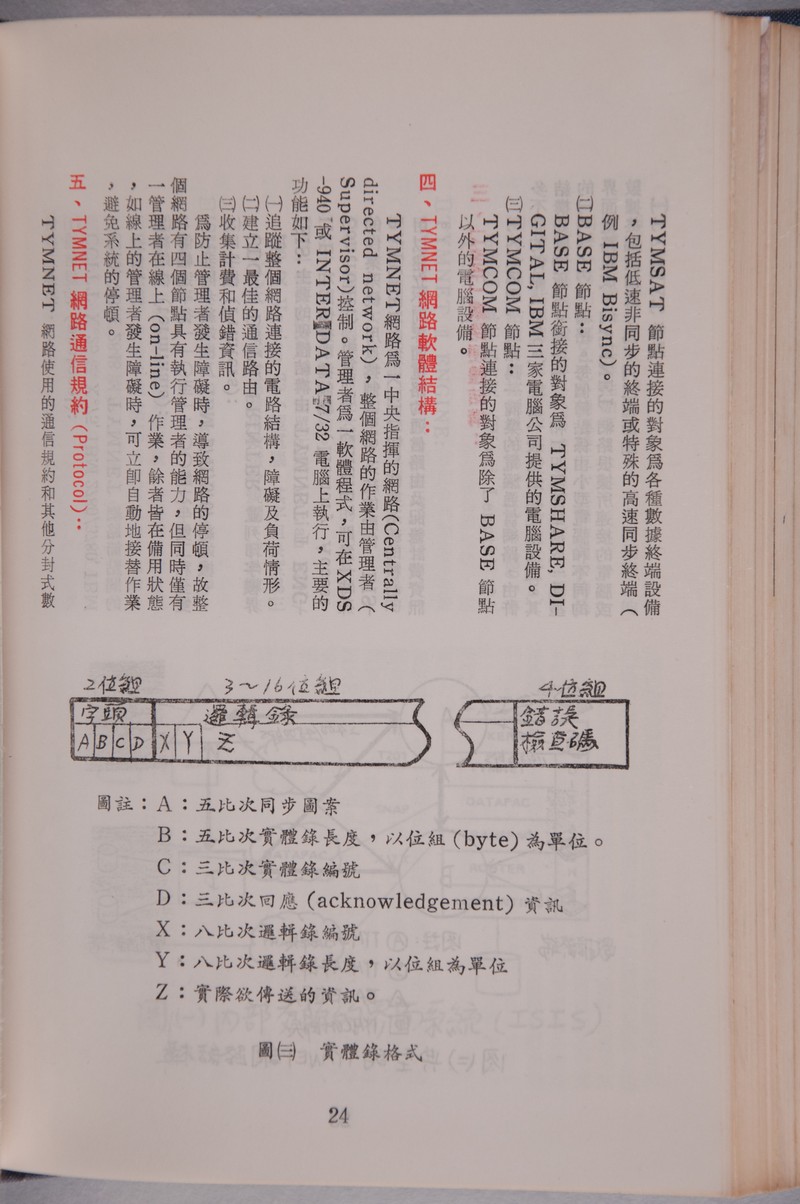 TYMSAT 節點連接的對象爲各種數據終端設備
，包括低速非同步的終端或特殊的高速同步終端（
例 IBM Bisync）。
㈡BASE 節點：
BASE 節點銜接的對象爲 TYMSHARE, DI-
GITAL, IBM 三家電腦公司提供的電腦設備。
㈢TYMCOM 節點：
TYMCOM 節點連接的對象爲除了 BASE 節點
以外的電腦設備。
四、TYMNET 網路軟體結構：
TYMNET網路爲一中央指揮的網路(Centrally
directed network)，整個網路的作業由管理者（
Supervisor)控制。管理者爲一軟體程式，可在XDS
-940 或 INTERDATA 7/32 電腦上執行，主要的
功能如下：
㈠追蹤整個網路連接的電路結構，障礙及負荷情形。
㈡建立一最佳的通信路由。
㈢收集計費和偵錯資訊。
爲防止管理者發生障礙時，導致網路的停頓，故整
個網路有四個節點具有執行管理者的能力，但同時僅有
一管理者在線上（on-line）作業，餘者皆在備用狀態
，如線上的管理者發生障礙時，可立卽自動地接替作業
，避免系統的停頓。
五、TYMNET 網路通信規約（Protocol）：
TYMNET 網路使用的通信規約和其他分封式數
2位組 3～16位組 4位組
字頭 邏輯錄 錯誤
A B C D X Y Z 檢查碼
圖註：A：五比次同步圖案
B：五比次實體錄長度，以位組 (byte) 為單位。
C：三比次實體錄編號
D：三比次回應 (acknowledgement) 資訊
X：八比次邏輯錄編號
Y：八比次邏輯錄長度，以位組為單位
Z：實際欲傳送的資訊。
圖㈢ 實體錄格式
24